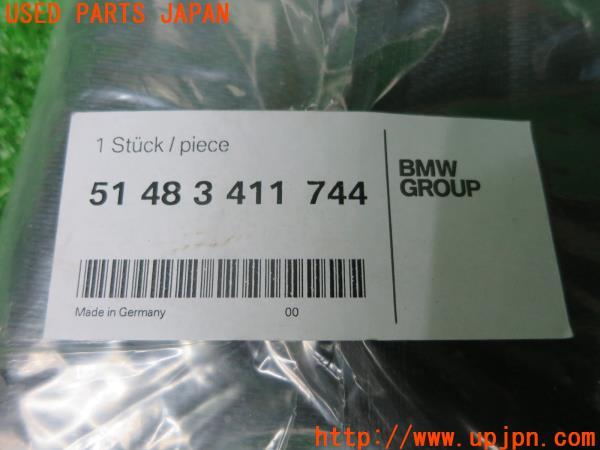 USED PARTS JAPAN
1 Stück / piece
51 48 3 411 744
BMW
GROUP
Made in Germany 00
http://www.upjpn.com/